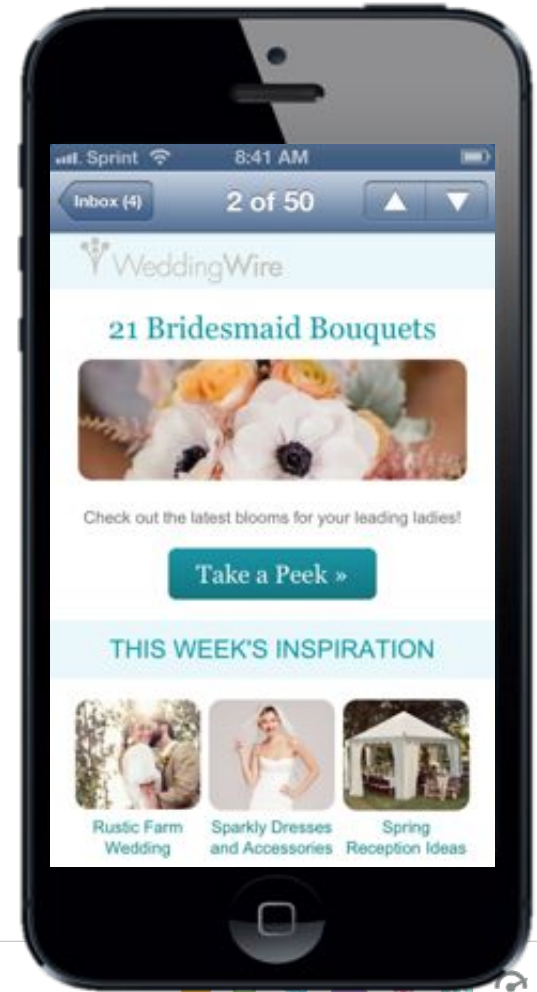 Sprint 8:41 AM
Inbox (4) 2 of 50
WeddingWire
21 Bridesmaid Bouquets
Check out the latest blooms for your leading ladies!
Take a Peek »
THIS WEEK'S INSPIRATION
Rustic Farm Wedding
Sparkly Dresses and Accessories
Spring Reception Ideas